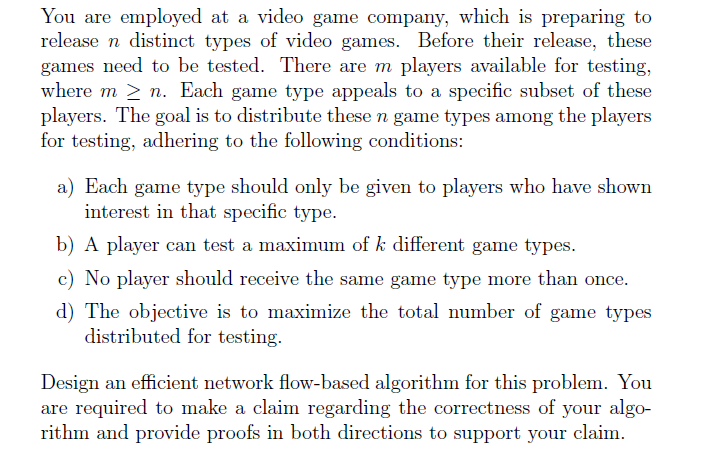 You are employed at a video game company, which is preparing to
release n distinct types of video games. Before their release, these
games need to be tested. There are m players available for testing,
where m ≥ n. Each game type appeals to a specific subset of these
players. The goal is to distribute these n game types among the players
for testing, adhering to the following conditions:
a) Each game type should only be given to players who have shown
interest in that specific type.
b) A player can test a maximum of k different game types.
c) No player should receive the same game type more than once.
d) The objective is to maximize the total number of game types
distributed for testing.
Design an efficient network flow-based algorithm for this problem. You
are required to make a claim regarding the correctness of your algo-
rithm and provide proofs in both directions to support your claim.